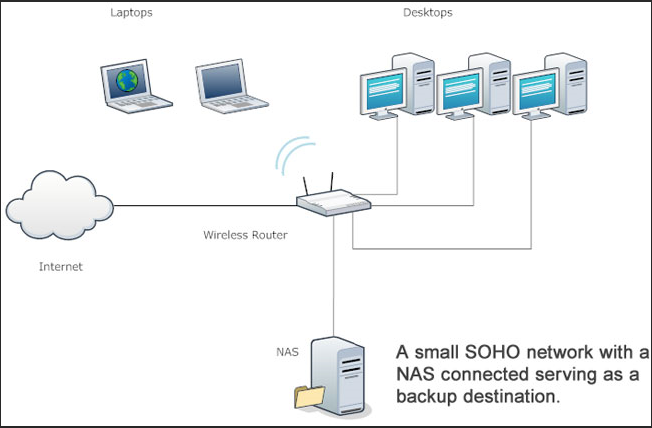 Laptops
Desktops
Wireless Router
Internet
NAS
A small SOHO network with a
NAS connected serving as a
backup destination.